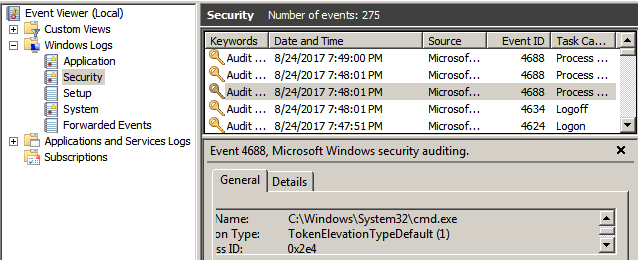 Event Viewer (Local)
Custom Views
Windows Logs
Application
Security
Setup
System
Forwarded Events
Applications and Services Logs
Subscriptions
Security Number of events: 275
Keywords Date and Time Source Event ID Task Ca...
Audit ... 8/24/2017 7:49:00 PM Microsof... 4688 Process ...
Audit ... 8/24/2017 7:48:01 PM Microsof... 4688 Process ...
Audit ... 8/24/2017 7:48:01 PM Microsof... 4688 Process ...
Audit ... 8/24/2017 7:48:01 PM Microsof... 4634 Logoff
Audit ... 8/24/2017 7:47:51 PM Microsof... 4624 Logon
Event 4688, Microsoft Windows security auditing.
General Details
Name: C:\Windows\System32\cmd.exe
on Type: TokenElevationTypeDefault (1)
ss ID: 0x2e4